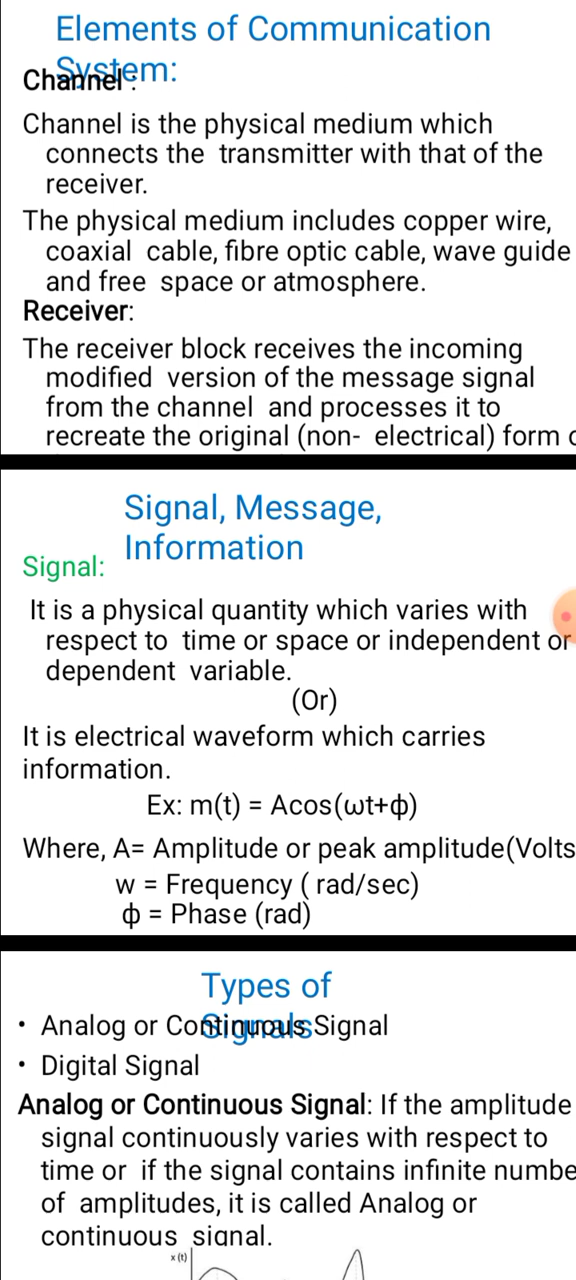 Elements of Communication
System:
Channel :
Channel is the physical medium which
connects the transmitter with that of the
receiver.
The physical medium includes copper wire,
coaxial cable, fibre optic cable, wave guide
and free space or atmosphere.
Receiver:
The receiver block receives the incoming
modified version of the message signal
from the channel and processes it to
recreate the original (non- electrical) form
Signal, Message,
Information
Signal:
It is a physical quantity which varies with
respect to time or space or independent or
dependent variable.
(Or)
It is electrical waveform which carries
information.
Ex: m(t) = Acos(ωt+ф)
Where, A= Amplitude or peak amplitude(Volts
w = Frequency ( rad/sec)
ф = Phase (rad)
Types of
Signals
• Analog or Continuous Signal
• Digital Signal
Analog or Continuous Signal: If the amplitude
signal continuously varies with respect to
time or if the signal contains infinite numbe
of amplitudes, it is called Analog or
continuous signal.
x(t)